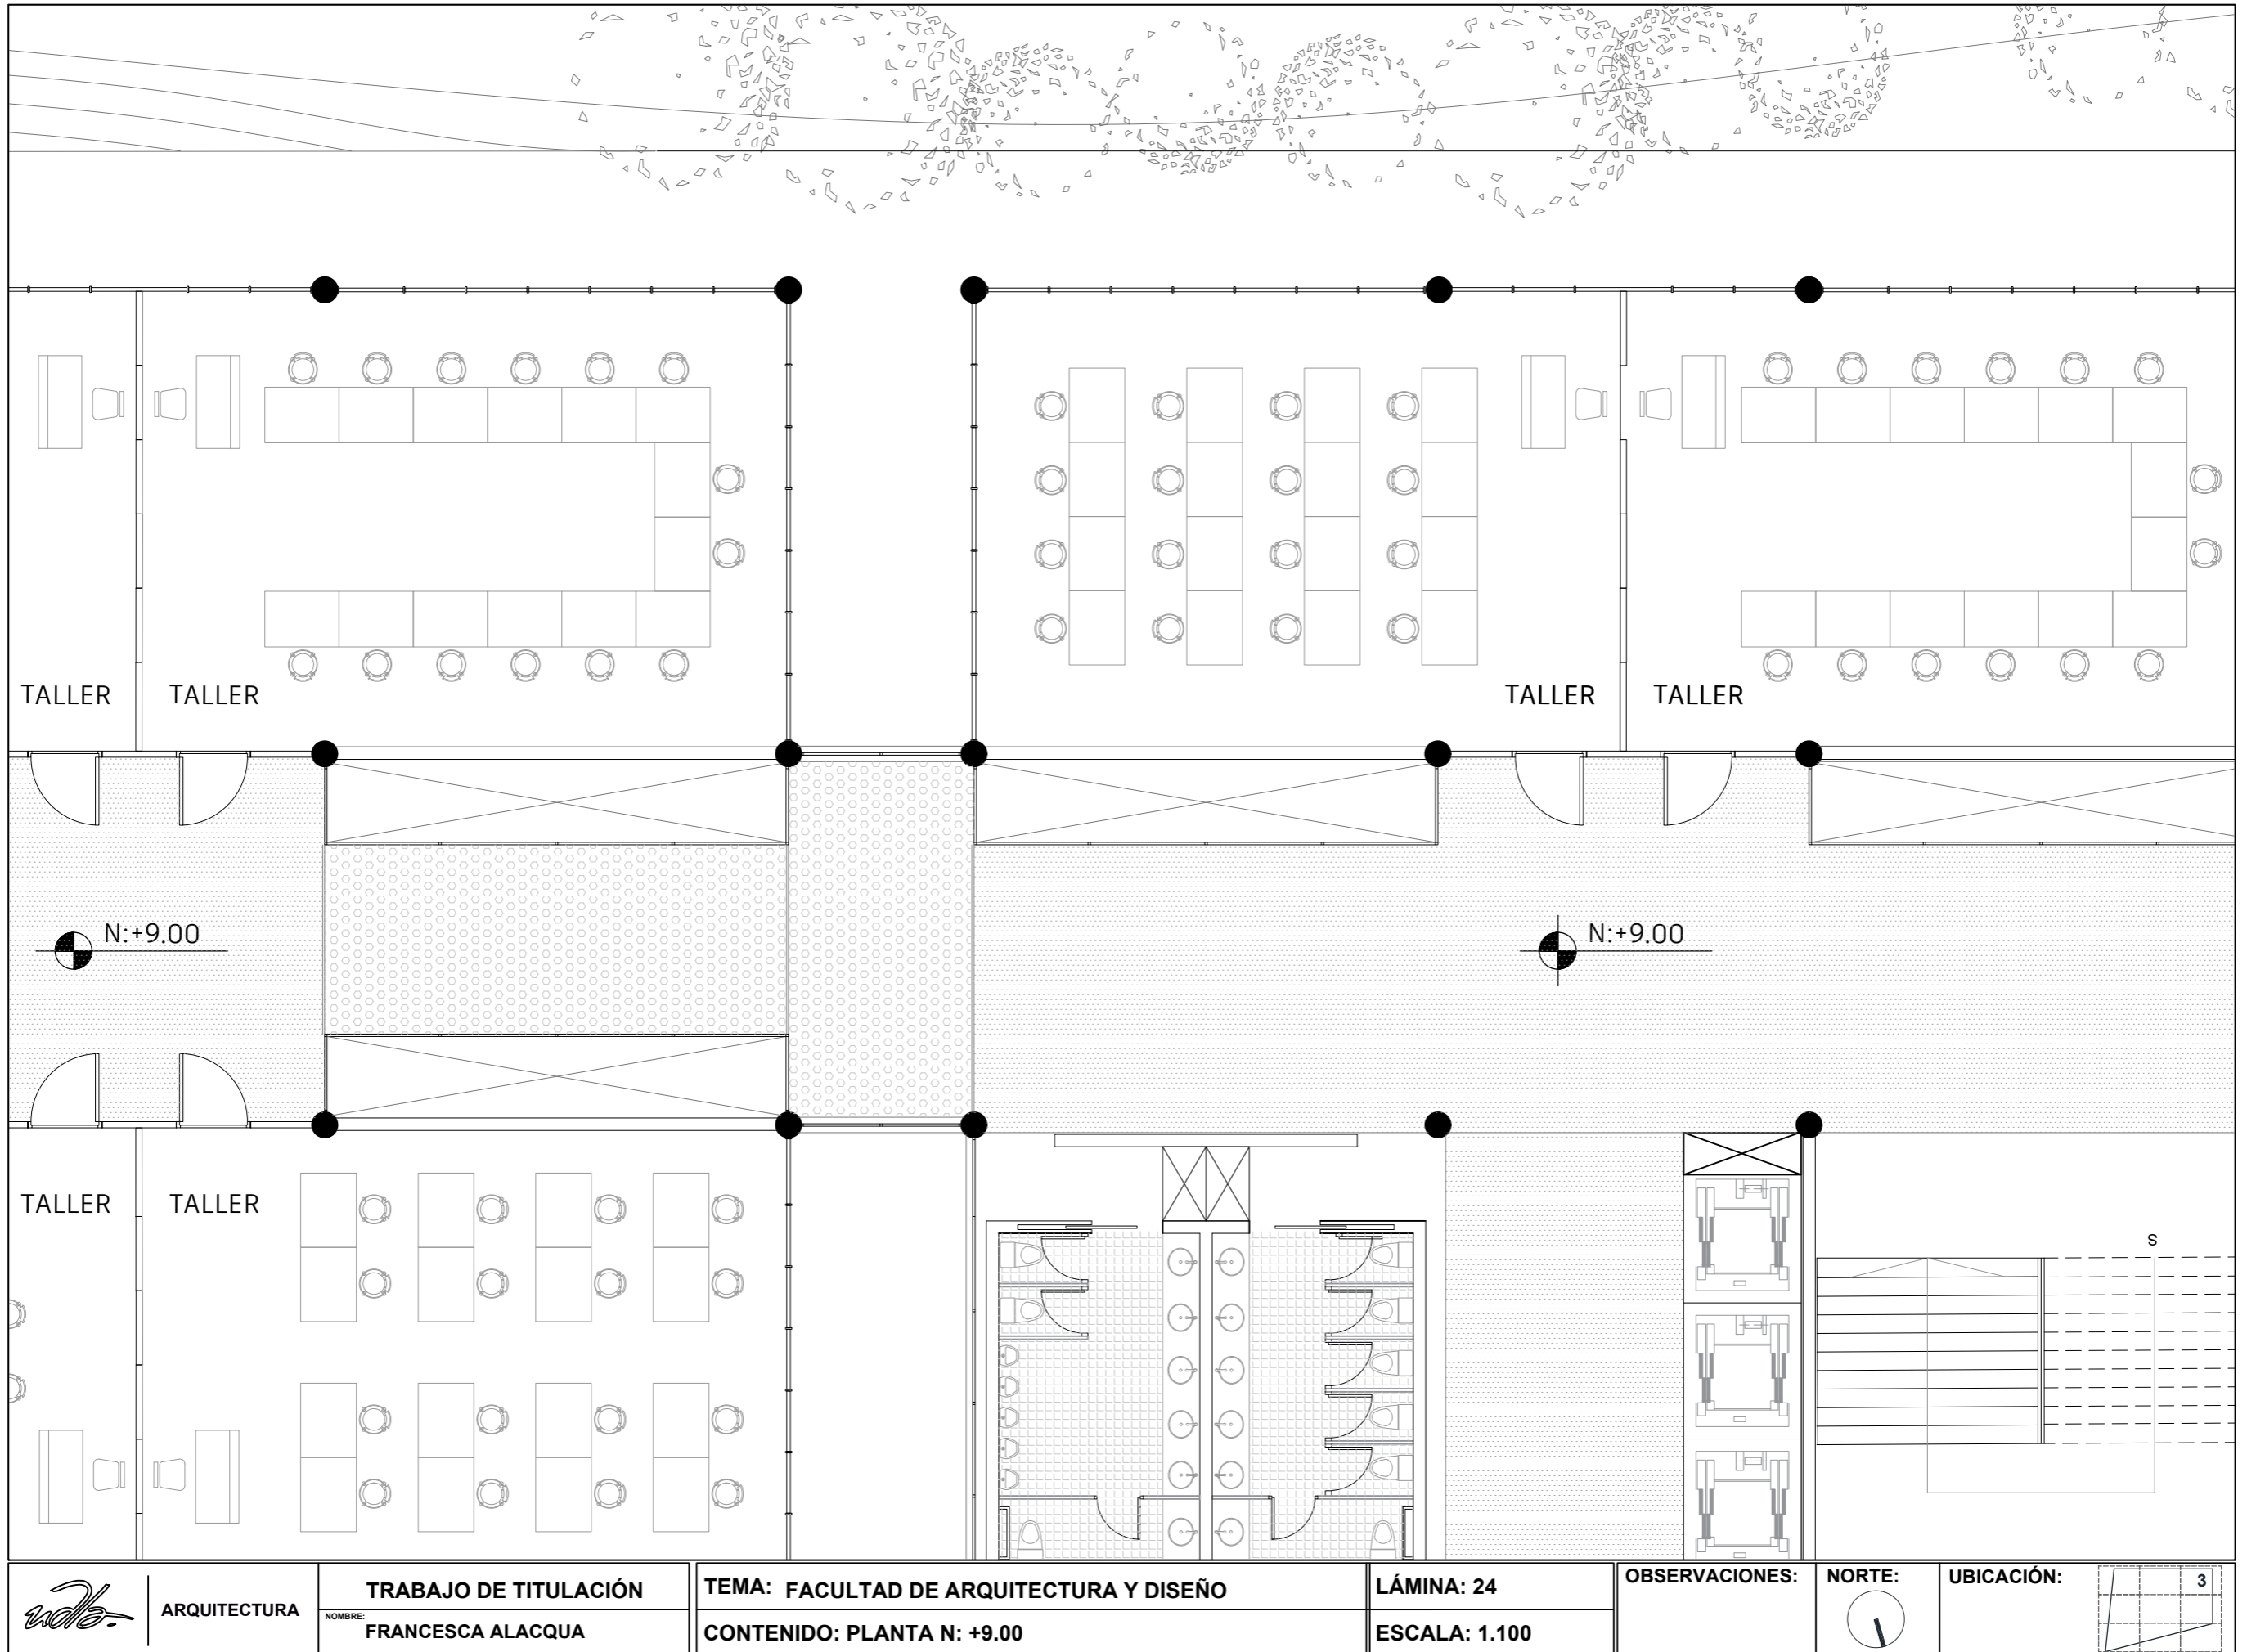 TALLER TALLER TALLER TALLER
N:+9.00 N:+9.00
TALLER TALLER
S
udla
ARQUITECTURA
TRABAJO DE TITULACIÓN
NOMBRE:
FRANCESCA ALACQUA
TEMA: FACULTAD DE ARQUITECTURA Y DISEÑO
CONTENIDO: PLANTA N: +9.00
LÁMINA: 24
ESCALA: 1.100
OBSERVACIONES:
NORTE:
UBICACIÓN:
3